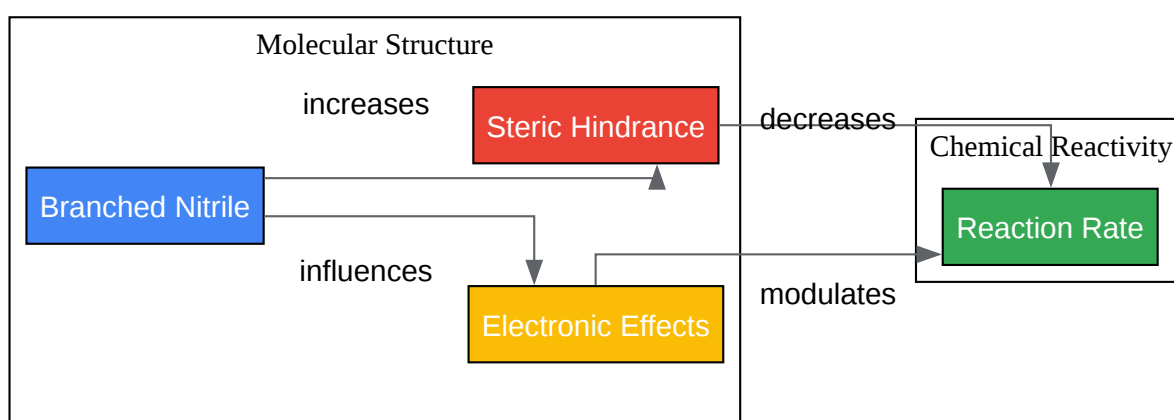 Molecular Structure
increases
Steric Hindrance
decreases
Chemical Reactivity
Branched Nitrile
Reaction Rate
influences
modulates
Electronic Effects